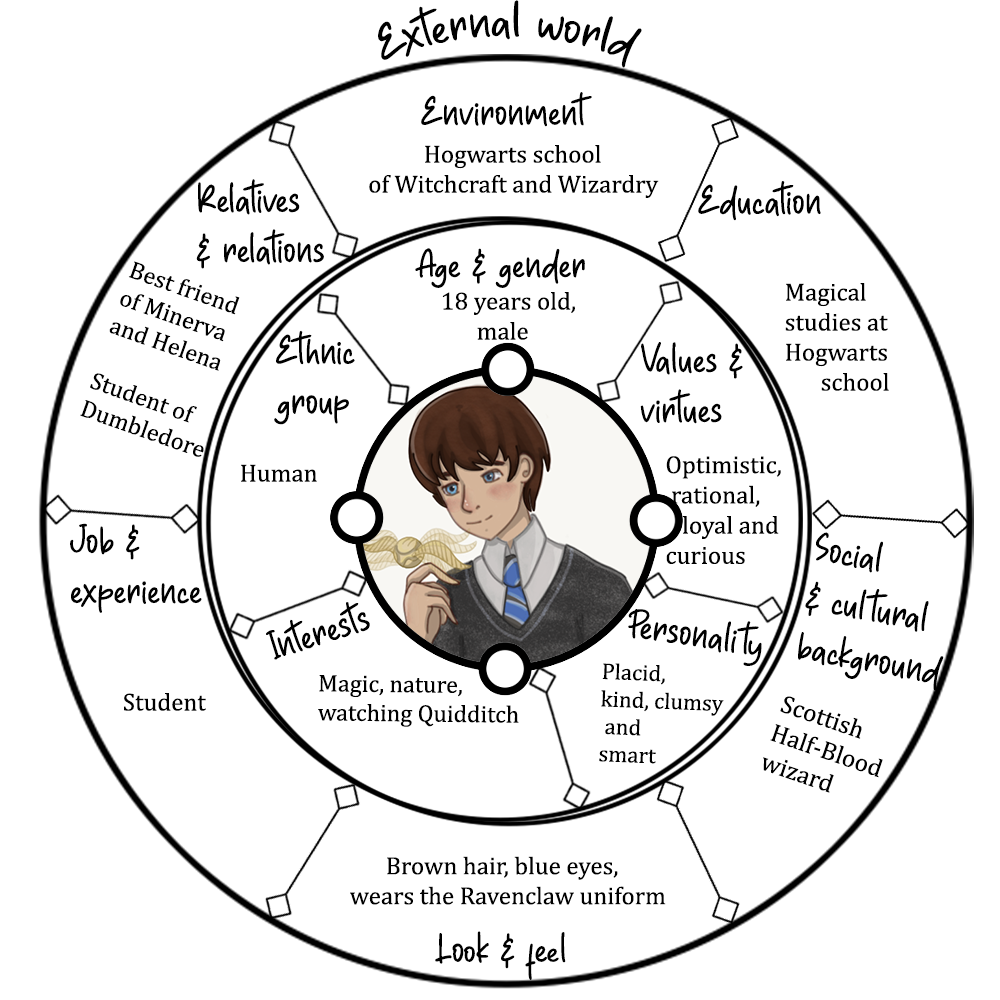 External world
Environment
Hogwarts school
of Witchcraft and Wizardry
Relatives
& relations
Best friend
of Minerva
and Helena
Student of
Dumbledore
Education
Magical
studies at
Hogwarts
school
Age & gender
18 years old,
male
Ethnic
group
Human
Values &
virtues
Optimistic,
rational,
loyal and
curious
Job &
experience
Student
Social
& cultural
background
Scottish
Half-Blood
wizard
Interests
Magic, nature,
watching Quidditch
Personality
Placid,
kind, clumsy
and
smart
Brown hair, blue eyes,
wears the Ravenclaw uniform
Look & feel